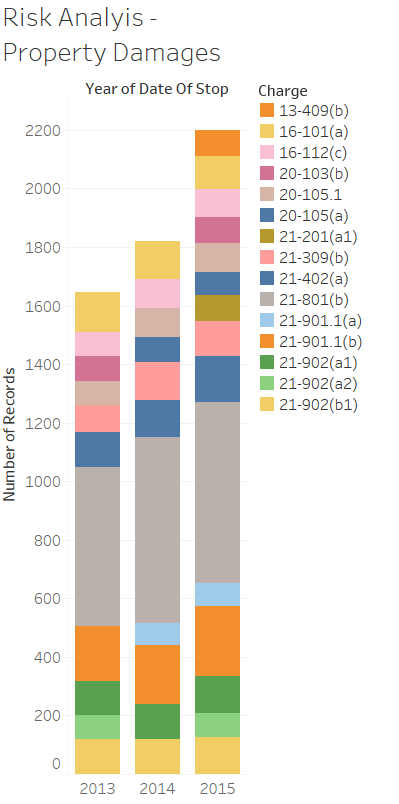 Risk Analyis -
Property Damages
Year of Date Of Stop
Charge
13-409(b)
16-101(a)
16-112(c)
20-103(b)
20-105.1
20-105(a)
21-201(a1)
21-309(b)
21-402(a)
21-801(b)
21-901.1(a)
21-901.1(b)
21-902(a1)
21-902(a2)
21-902(b1)
Number of Records
2200
2000
1800
1600
1400
1200
1000
800
600
400
200
0
2013 2014 2015